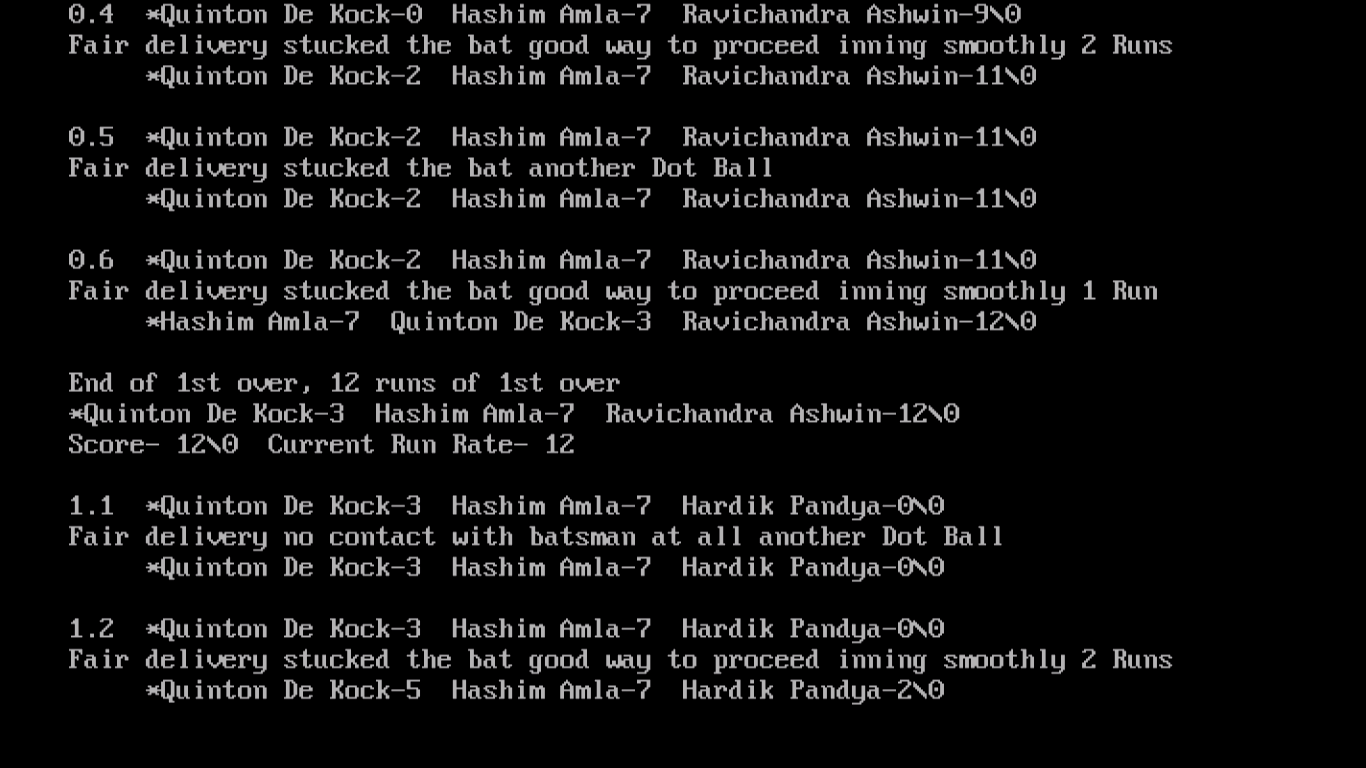 0.4 *Quinton De Kock-0 Hashim Amla-7 Ravichandra Ashwin-9\0
Fair delivery stucked the bat good way to proceed inning smoothly 2 Runs
*Quinton De Kock-2 Hashim Amla-7 Ravichandra Ashwin-11\0
0.5 *Quinton De Kock-2 Hashim Amla-7 Ravichandra Ashwin-11\0
Fair delivery stucked the bat another Dot Ball
*Quinton De Kock-2 Hashim Amla-7 Ravichandra Ashwin-11\0
0.6 *Quinton De Kock-2 Hashim Amla-7 Ravichandra Ashwin-11\0
Fair delivery stucked the bat good way to proceed inning smoothly 1 Run
*Hashim Amla-7 Quinton De Kock-3 Ravichandra Ashwin-12\0
End of 1st over, 12 runs of 1st over
*Quinton De Kock-3 Hashim Amla-7 Ravichandra Ashwin-12\0
Score- 12\0 Current Run Rate- 12
1.1 *Quinton De Kock-3 Hashim Amla-7 Hardik Pandya-0\0
Fair delivery no contact with batsman at all another Dot Ball
*Quinton De Kock-3 Hashim Amla-7 Hardik Pandya-0\0
1.2 *Quinton De Kock-3 Hashim Amla-7 Hardik Pandya-0\0
Fair delivery stucked the bat good way to proceed inning smoothly 2 Runs
*Quinton De Kock-5 Hashim Amla-7 Hardik Pandya-2\0